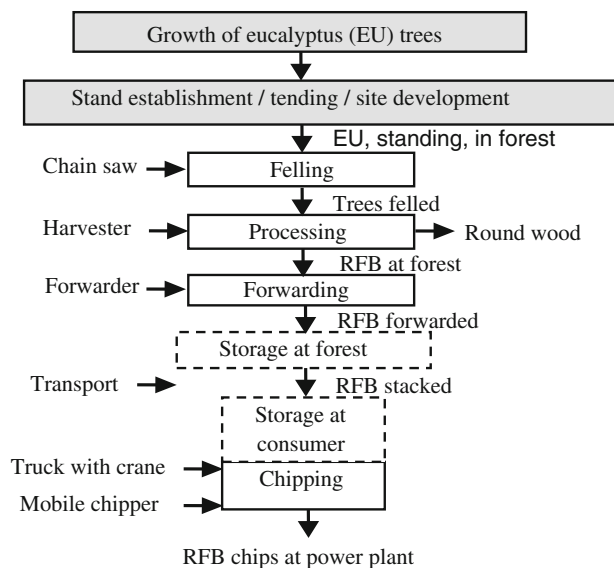 Growth of eucalyptus (EU) trees
Stand establishment / tending / site development
EU, standing, in forest
Chain saw
Felling
Trees felled
Harvester
Processing
Round wood
RFB at forest
Forwarder
Forwarding
RFB forwarded
Storage at forest
Transport
RFB stacked
Storage at
consumer
Truck with crane
Chipping
Mobile chipper
RFB chips at power plant